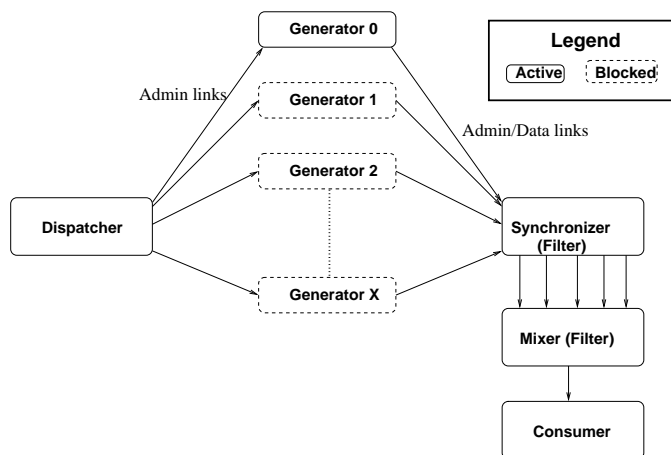 Generator 0
Legend
Active
Blocked
Admin links
Generator 1
Admin/Data links
Generator 2
Dispatcher
Synchronizer
(Filter)
Generator X
Mixer (Filter)
Consumer